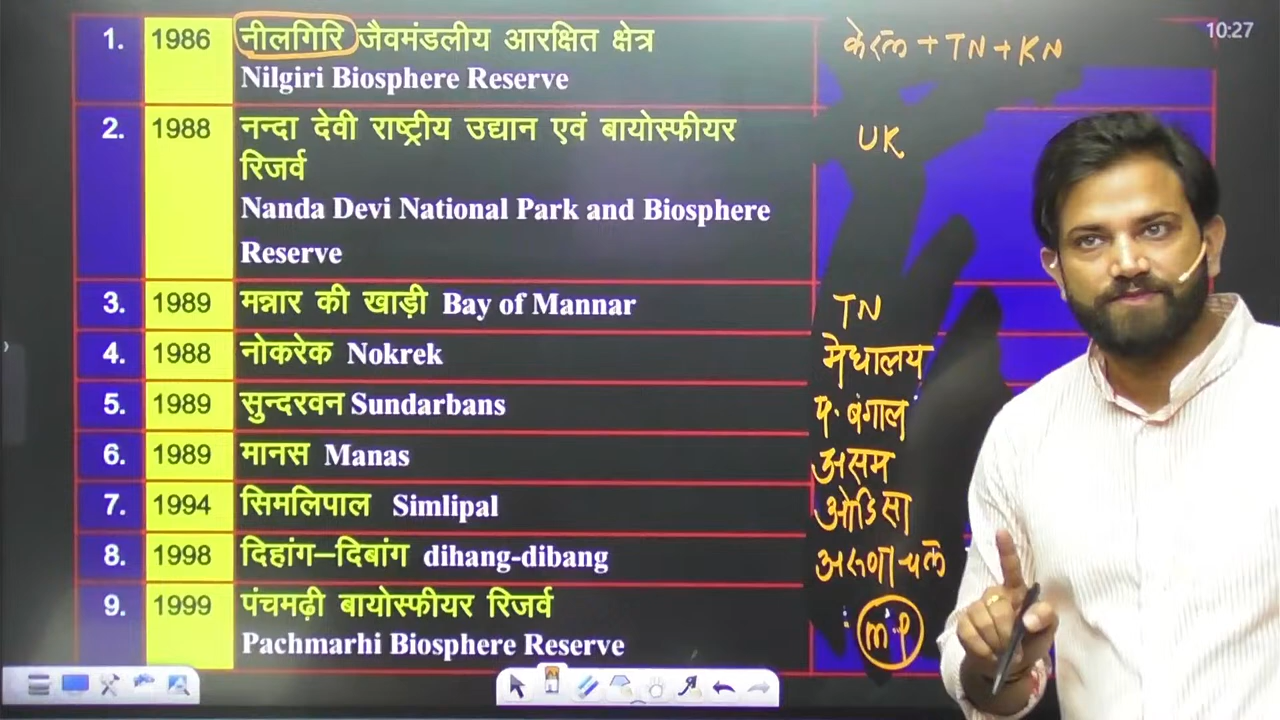 10:27
1. 1986 नीलगिरि जैवमंडलीय आरक्षित क्षेत्र केरल + TN + KN
Nilgiri Biosphere Reserve
2. 1988 नन्दा देवी राष्ट्रीय उद्यान एवं बायोस्फीयर UK
रिजर्व
Nanda Devi National Park and Biosphere
Reserve
3. 1989 मन्नार की खाड़ी Bay of Mannar TN
4. 1988 नोकरेक Nokrek मेघालय
5. 1989 सुन्दरवन Sundarbans प. बंगाल
6. 1989 मानस Manas असम
7. 1994 सिमलिपाल Simlipal ओडिसा
8. 1998 दिहांग–दिबांग dihang-dibang अरुणाचल
9. 1999 पंचमढ़ी बायोस्फीयर रिजर्व M.P
Pachmarhi Biosphere Reserve